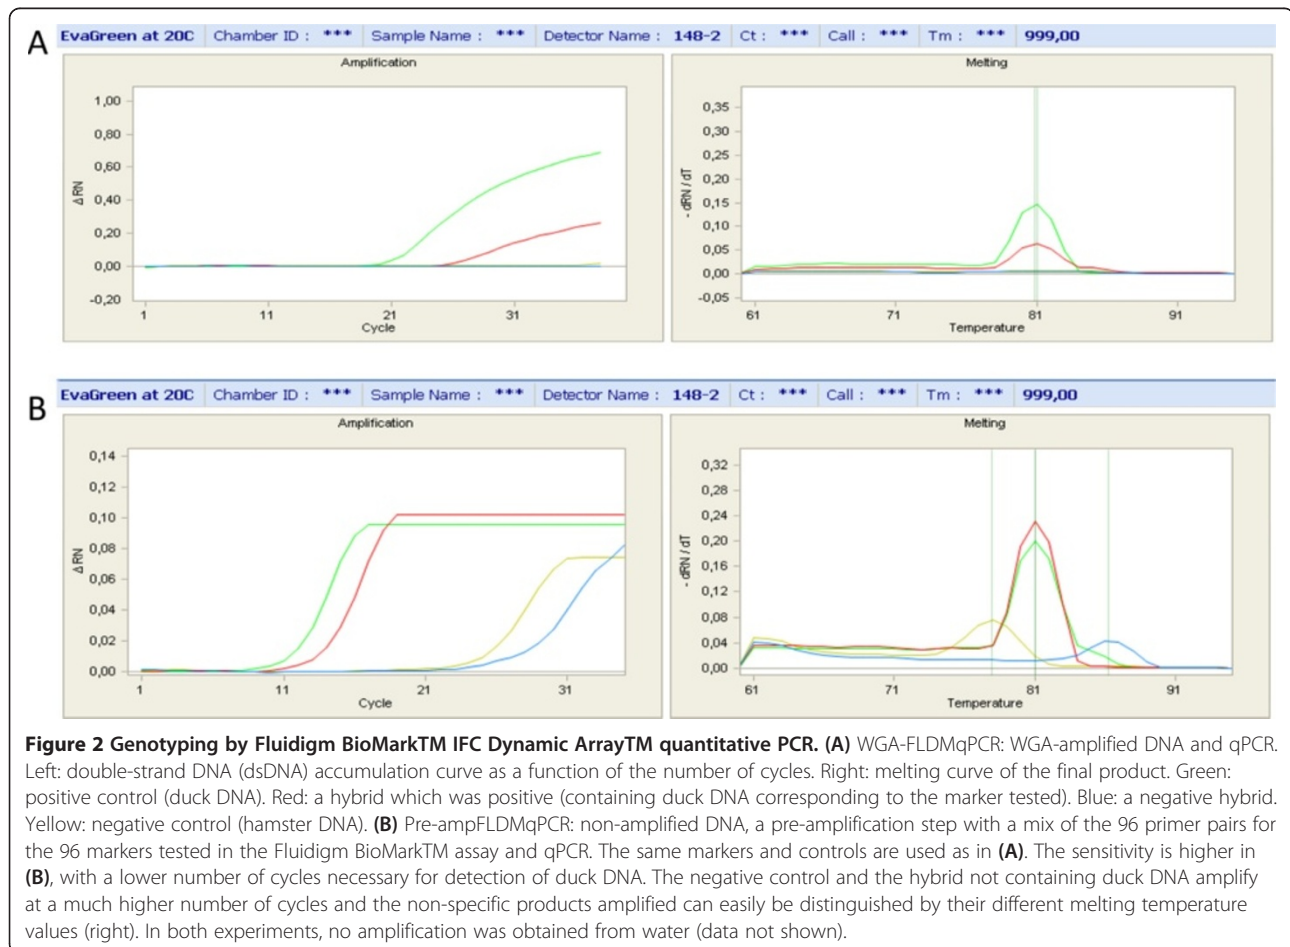 A
EvaGreen at 20C Chamber ID : *** Sample Name : *** Detector Name : 148-2 Ct : *** Call : *** Tm : *** 999,00
Amplification
1,00
0,80
0,60
0,40
0,20
0,00
-0,20
ΔRN
1 11 21 31
Cycle
Melting
0,35
0,30
0,25
0,20
0,15
0,10
0,05
0,00
-0,05
- dRN / dT
61 71 81 91
Temperature
B
EvaGreen at 20C Chamber ID : *** Sample Name : *** Detector Name : 148-2 Ct : *** Call : *** Tm : *** 999,00
Amplification
0,14
0,12
0,10
0,08
0,06
0,04
0,02
0,00
ΔRN
1 11 21 31
Cycle
Melting
0,32
0,28
0,24
0,20
0,16
0,12
0,08
0,04
0,00
- dRN / dT
61 71 81 91
Temperature
Figure 2 Genotyping by Fluidigm BioMarkTM IFC Dynamic ArrayTM quantitative PCR. (A) WGA-FLDMqPCR: WGA-amplified DNA and qPCR.
Left: double-strand DNA (dsDNA) accumulation curve as a function of the number of cycles. Right: melting curve of the final product. Green:
positive control (duck DNA). Red: a hybrid which was positive (containing duck DNA corresponding to the marker tested). Blue: a negative hybrid.
Yellow: negative control (hamster DNA). (B) Pre-ampFLDMqPCR: non-amplified DNA, a pre-amplification step with a mix of the 96 primer pairs for
the 96 markers tested in the Fluidigm BioMarkTM assay and qPCR. The same markers and controls are used as in (A). The sensitivity is higher in
(B), with a lower number of cycles necessary for detection of duck DNA. The negative control and the hybrid not containing duck DNA amplify
at a much higher number of cycles and the non-specific products amplified can easily be distinguished by their different melting temperature
values (right). In both experiments, no amplification was obtained from water (data not shown).